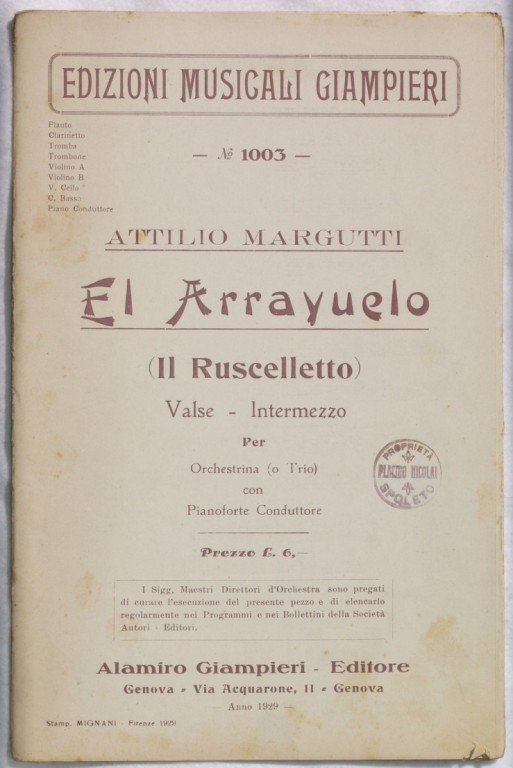 EDIZIONI MUSICALI GIAMPIERI
Flauto
Clarinetto
Tromba
Trombone
Violino A
Violino B
V. Cello
C. Basso
Piano Conduttore
— № 1003 —
ATTILIO MARGUTTI
El Arrayuelo
(Il Ruscelletto)
Valse - Intermezzo
Per
Orchestrina (o Trio)
con
Pianoforte Conduttore
PROPRIETÀ
PLACIDO NICOLAI
SPOLETO
Prezzo £. 6,—
I Sigg. Maestri Direttori d'Orchestra sono pregati
di curare l'esecuzione del presente pezzo e di elencarlo
regolarmente nei Programmi e nei Bollettini della Società
Autori - Editori.
Alamiro Giampieri - Editore
Genova - Via Acquarone, 11 - Genova
— Anno 1929 —
Stamp. MIGNANI - Firenze 1929